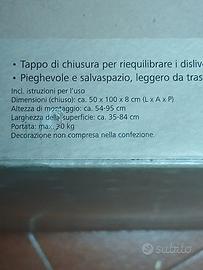 • Tappo di chiusura per riequilibrare i disliv
• Pieghevole e salvaspazio, leggero da tras
Incl. istruzioni per l'uso
Dimensioni (chiuso): ca. 50 x 100 x 8 cm (L x A x P)
Altezza di montaggio: ca. 54-95 cm
Larghezza della superficie: ca. 35-84 cm
Portata: max. kg
Decorazione non compresa nella confezione.
subito